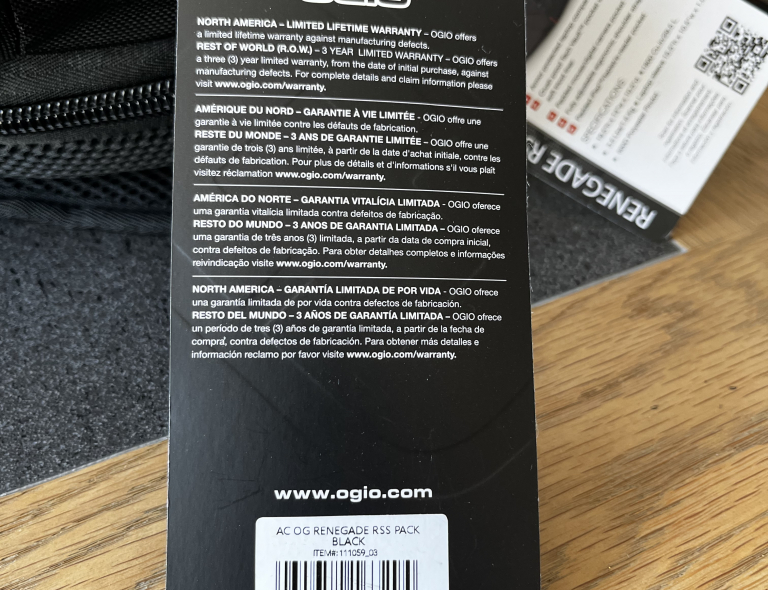 OGIO
NORTH AMERICA – LIMITED LIFETIME WARRANTY – OGIO offers
a limited lifetime warranty against manufacturing defects.
REST OF WORLD (R.O.W.) – 3 YEAR LIMITED WARRANTY – OGIO offers
a three (3) year limited warranty, from the date of initial purchase, against
manufacturing defects. For complete details and claim information please
visit www.ogio.com/warranty.
AMÉRIQUE DU NORD – GARANTIE À VIE LIMITÉE - OGIO offre une
garantie à vie limitée contre les défauts de fabrication.
RESTE DU MONDE – 3 ANS DE GARANTIE LIMITÉE – OGIO offre une
garantie de trois (3) ans limitée, à partir de la date d'achat initiale, contre les
défauts de fabrication. Pour plus de détails et d'informations s'il vous plaît
visitez réclamation www.ogio.com/warranty.
AMÉRICA DO NORTE – GARANTIA VITALÍCIA LIMITADA - OGIO oferece
uma garantia vitalícia limitada contra defeitos de fabricação.
RESTO DO MUNDO – 3 ANOS DE GARANTIA LIMITADA – OGIO oferece
uma garantia de três anos (3) limitada, a partir da data de compra inicial,
contra defeitos de fabricação. Para obter detalhes completos e informações
reivindicação visite www.ogio.com/warranty.
NORTH AMERICA – GARANTÍA LIMITADA DE POR VIDA - OGIO ofrece
una garantía limitada de por vida contra defectos de fabricación.
RESTO DEL MUNDO – 3 AÑOS DE GARANTÍA LIMITADA – OGIO ofrece
un período de tres (3) años de garantía limitada, a partir de la fecha de
compra, contra defectos de fabricación. Para obtener más detalles e
información reclamo por favor visite www.ogio.com/warranty.
www.ogio.com
AC OG RENEGADE RSS PACK
BLACK
ITEM#: 111059_03
RENEGADE
SPECIFICATIONS: